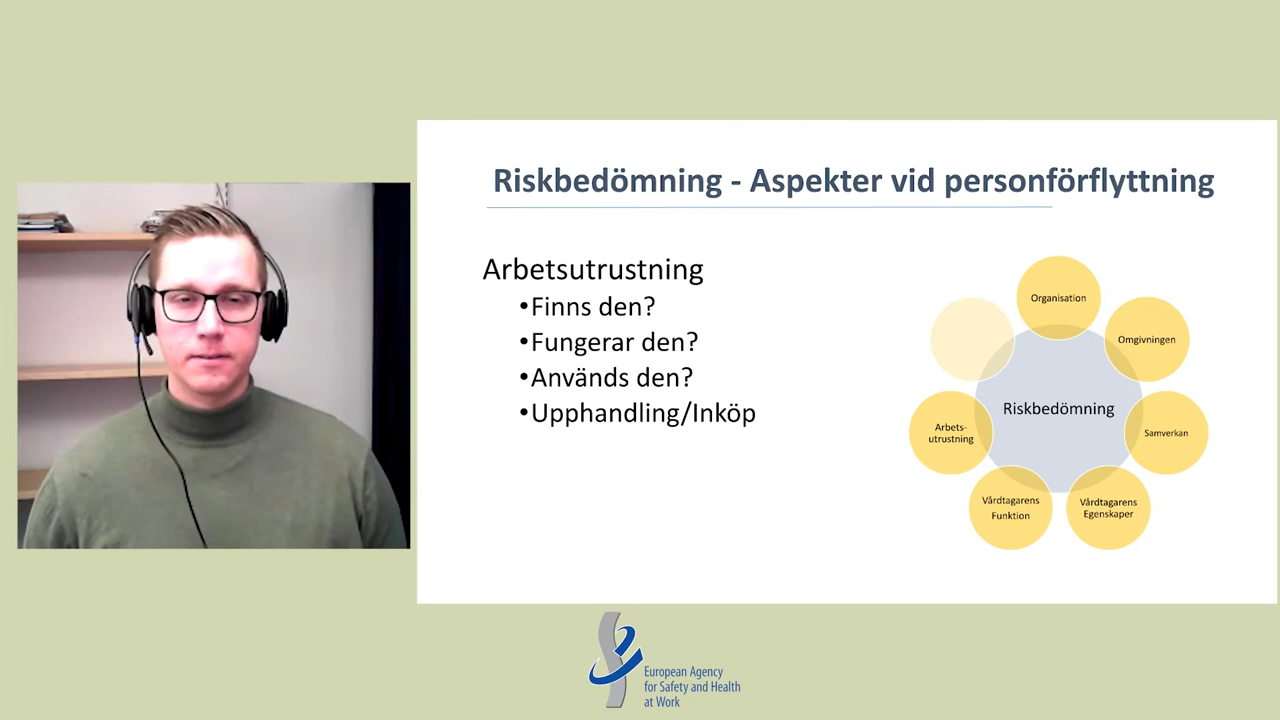 Riskbedömning - Aspekter vid personförflyttning
Arbetsutrustning
•Finns den?
•Fungerar den?
•Används den?
•Upphandling/Inköp
Organisation
Omgivningen
Riskbedömning
Arbets-
utrustning
Samverkan
Vårdtagarens
Funktion
Vårdtagarens
Egenskaper
European Agency
for Safety and Health
at Work